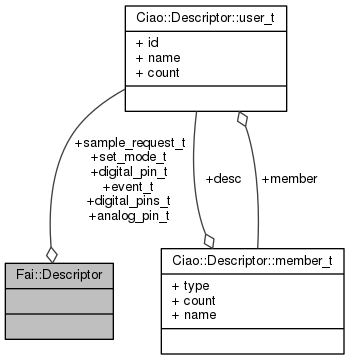 Ciao::Descriptor::user_t
+ id
+ name
+ count
+sample_request_t
+set_mode_t
+digital_pin_t
+event_t
+digital_pins_t
+analog_pin_t
+desc
+member
Fai::Descriptor
Ciao::Descriptor::member_t
+ type
+ count
+ name